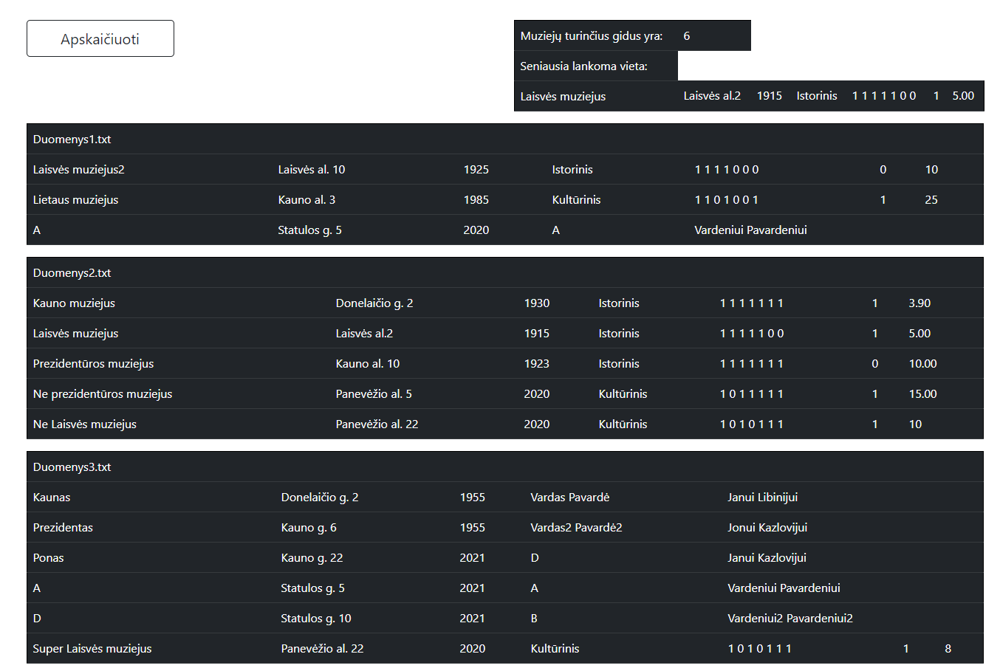 Apskaičiuoti
Muziejų turinčius gidus yra: 6
Seniausia lankoma vieta:
Laisvės muziejus Laisvės al.2 1915 Istorinis 1 1 1 1 1 0 0 1 5.00
Duomenys1.txt
Laisvės muziejus2 Laisvės al. 10 1925 Istorinis 1 1 1 1 0 0 0 0 10
Lietaus muziejus Kauno al. 3 1985 Kultūrinis 1 1 0 1 0 0 1 1 25
A Statulos g. 5 2020 A Vardeniui Pavardeniui
Duomenys2.txt
Kauno muziejus Donelaičio g. 2 1930 Istorinis 1 1 1 1 1 1 1 1 3.90
Laisvės muziejus Laisvės al.2 1915 Istorinis 1 1 1 1 1 0 0 1 5.00
Prezidentūros muziejus Kauno al. 10 1923 Istorinis 1 1 1 1 1 1 1 0 10.00
Ne prezidentūros muziejus Panevėžio al. 5 2020 Kultūrinis 1 0 1 1 1 1 1 1 15.00
Ne Laisvės muziejus Panevėžio al. 22 2020 Kultūrinis 1 0 1 0 1 1 1 1 10
Duomenys3.txt
Kaunas Donelaičio g. 2 1955 Vardas Pavardė Janui Libinijui
Prezidentas Kauno g. 6 1955 Vardas2 Pavardė2 Jonui Kazlovijui
Ponas Kauno g. 22 2021 D Janui Kazlovijui
A Statulos g. 5 2021 A Vardeniui Pavardeniui
D Statulos g. 10 2021 B Vardeniui2 Pavardeniui2
Super Laisvės muziejus Panevėžio al. 22 2020 Kultūrinis 1 0 1 0 1 1 1 1 8